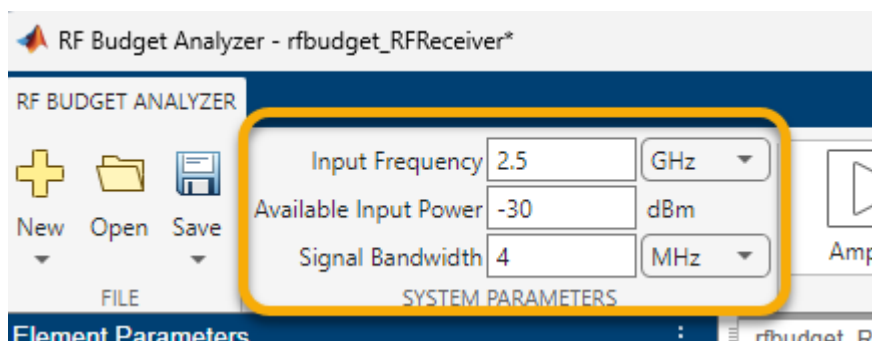 RF Budget Analyzer - rfbudget_RFReceiver*
RF BUDGET ANALYZER
Input Frequency 2.5 GHz
Available Input Power -30 dBm
Signal Bandwidth 4 MHz
New Open Save
Amp
FILE
SYSTEM PARAMETERS
Element Parameters
rfbudget_R